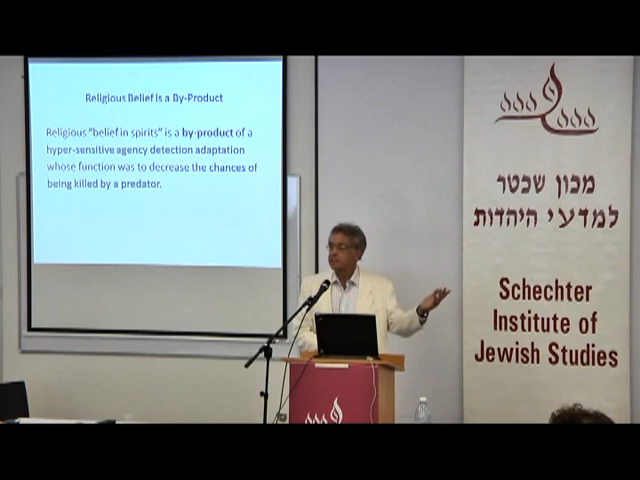 Religious Belief is a By-Product
Religious "belief in spirits" is a by-product of a
hyper-sensitive agency detection adaptation
whose function was to decrease the chances of
being killed by a predator.
מכון שכטר
למדעי היהדות
Schechter
Institute of
Jewish Studies